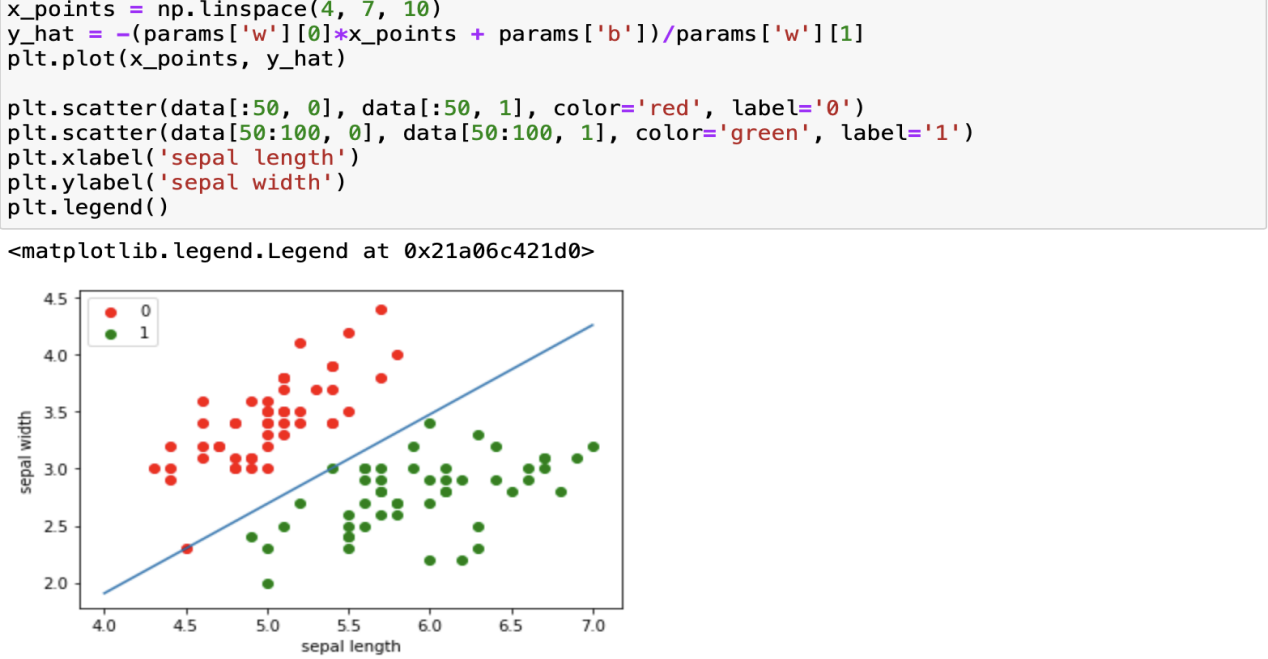 x_points = np.linspace(4, 7, 10)
y_hat = -(params['w'][0]*x_points + params['b'])/params['w'][1]
plt.plot(x_points, y_hat)
plt.scatter(data[:50, 0], data[:50, 1], color='red', label='0')
plt.scatter(data[50:100, 0], data[50:100, 1], color='green', label='1')
plt.xlabel('sepal length')
plt.ylabel('sepal width')
plt.legend()
<matplotlib.legend.Legend at 0x21a06c421d0>
4.5
4.0
3.5
3.0
2.5
2.0
sepal width
0
1
4.0 4.5 5.0 5.5 6.0 6.5 7.0
sepal length